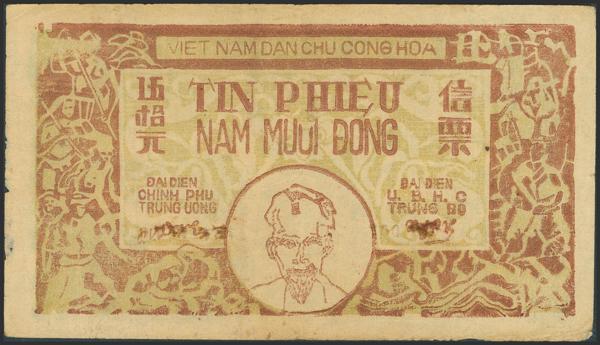 VIET NAM DAN CHU CONG HOA
伍拾元
TIN PHIẾU
NAM MUOI ĐONG
信票
ĐAI DIEN
CHINH PHU
TRUNG UONG
ĐAI DIEN
U. B. H. C
TRUNG BO